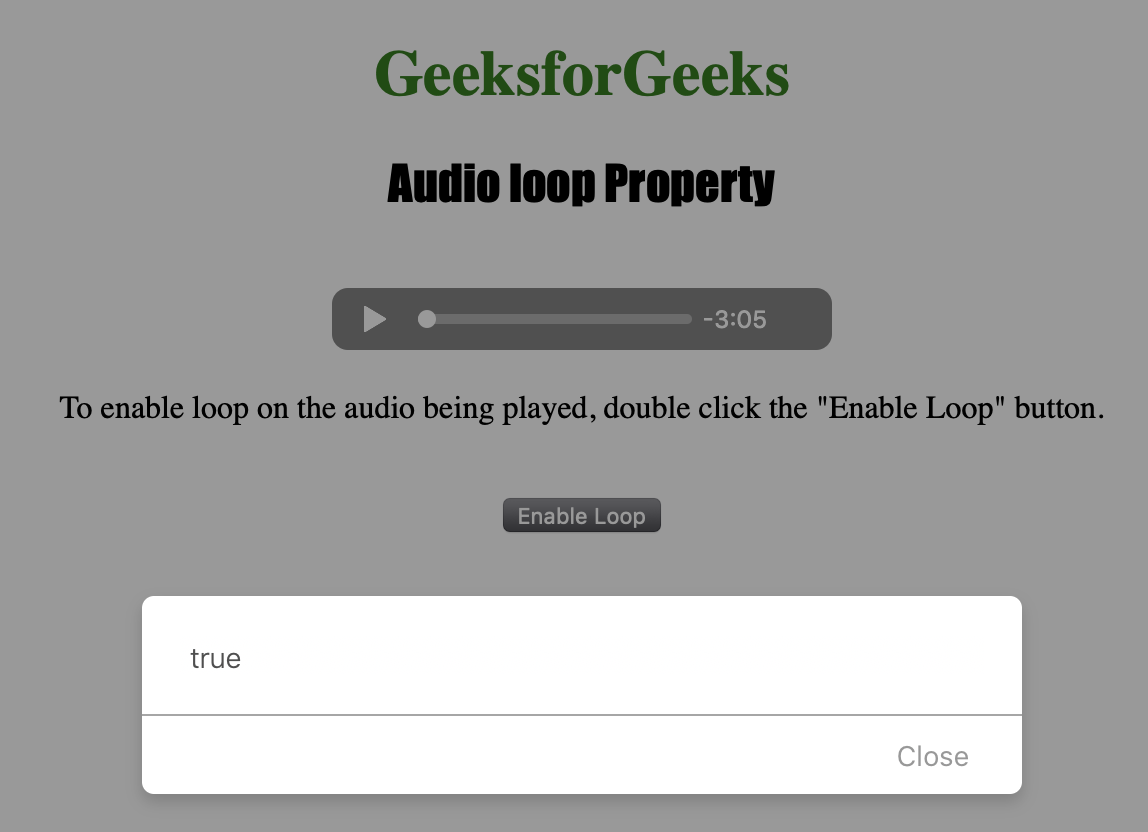 GeeksforGeeks
Audio loop Property
-3:05
To enable loop on the audio being played, double click the "Enable Loop" button.
Enable Loop
true
Close